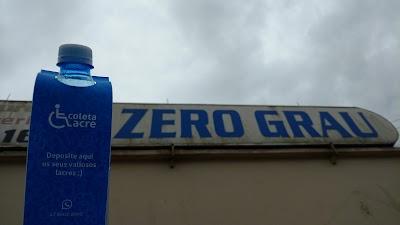 coleta
lacre
Deposite aqui
os seus valiosos
lacres ;)
ZERO GRAU